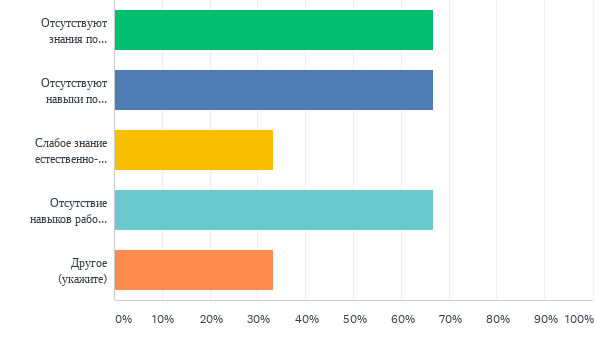 Отсутствуют
знания по...
Отсутствуют
навыки по...
Слабое знание
естественно-...
Отсутствие
навыков рабо...
Другое
(укажите)
0% 10% 20% 30% 40% 50% 60% 70% 80% 90% 100%